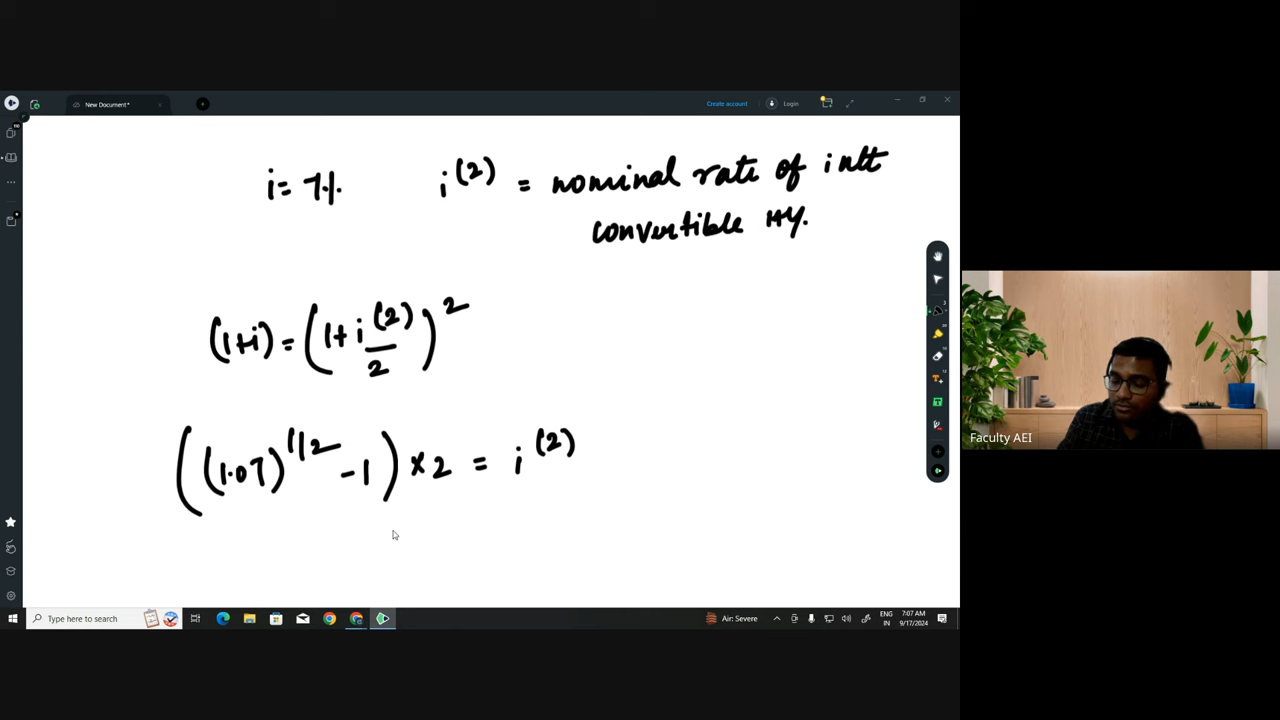 New Document*
Create account
Login
i = 7%
i^(2) = nominal rate of int
convertible HY.
(1+i) = (1 + i^(2)/2)^2
((1.07)^1/2 - 1) × 2 = i^(2)
Faculty AEI
Type here to search
Air: Severe
ENG
IN
7:07 AM
9/17/2024